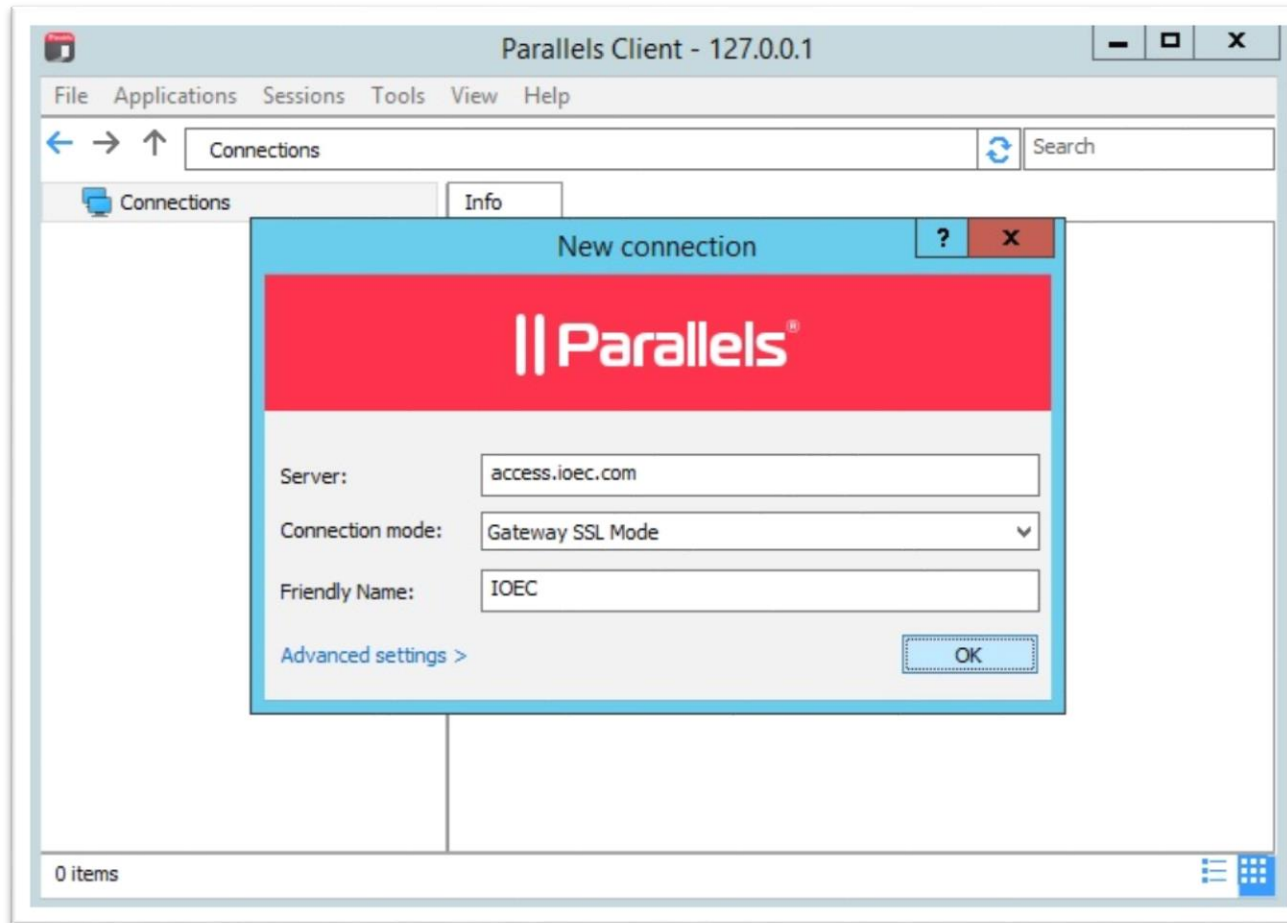 Parallels Client - 127.0.0.1
File Applications Sessions Tools View Help
Connections
Search
Connections
Info
New connection
? x
Parallels®
Server: access.ioec.com
Connection mode: Gateway SSL Mode
Friendly Name: IOEC
Advanced settings >
OK
0 items